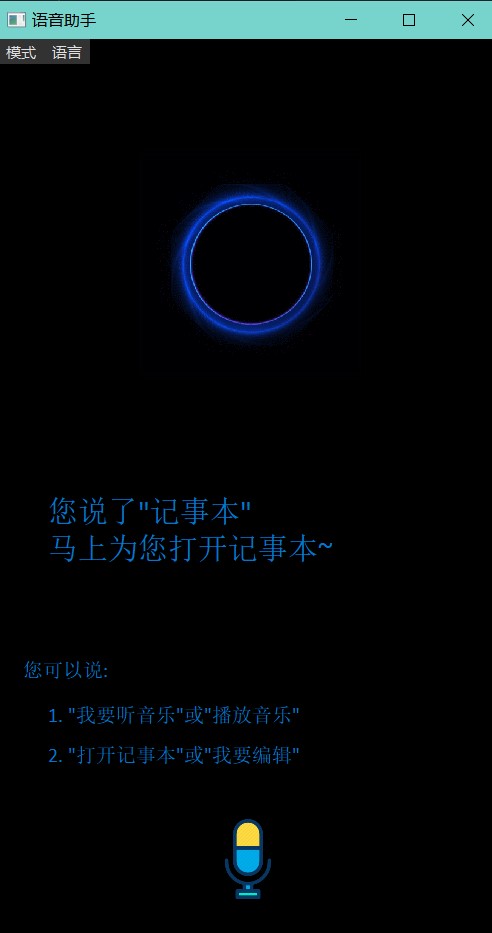 语音助手
模式 语言
您说了"记事本"
马上为您打开记事本~
您可以说:
1. "我要听音乐"或"播放音乐"
2. "打开记事本"或"我要编辑"